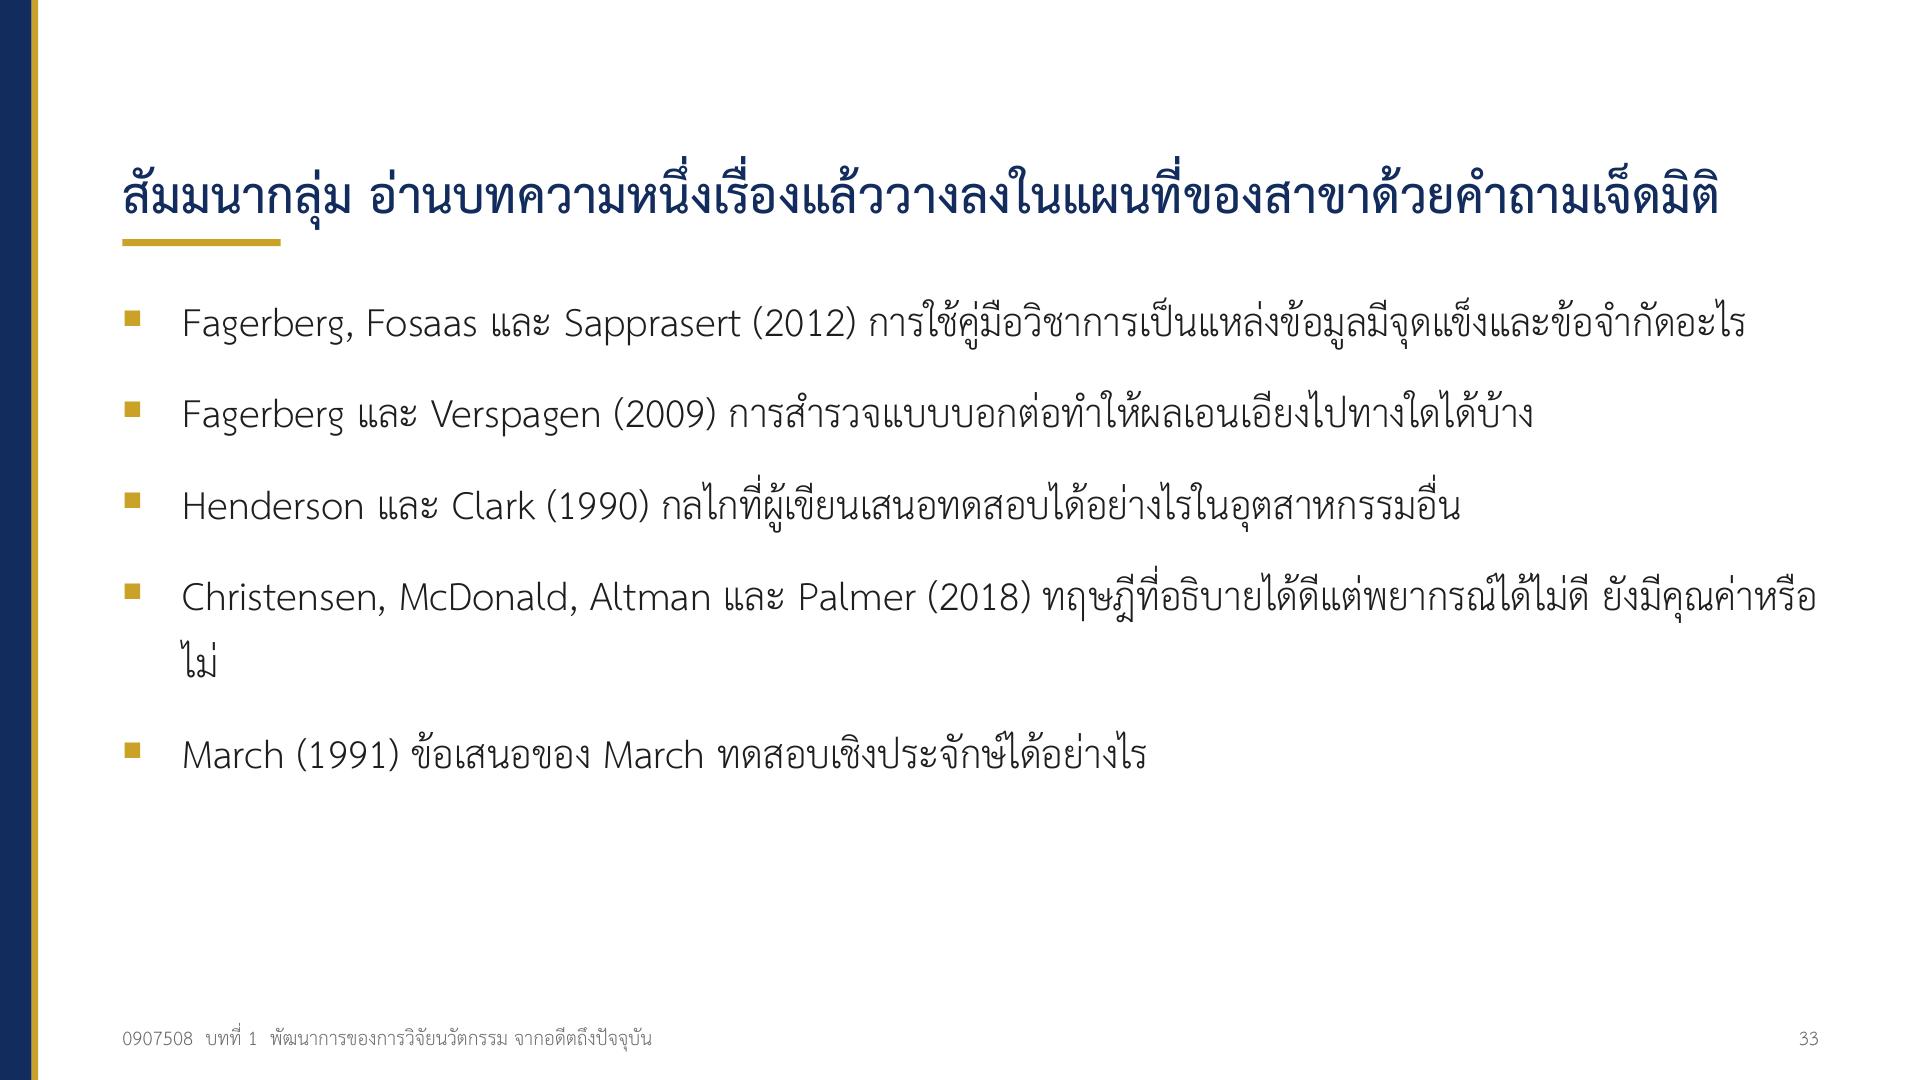 สัมมนากลุ่ม อ่านบทความหนึ่งเรื่องแล้ววางลงในแผนที่ของสาขาด้วยคำถามเจ็ดมิติ
Fagerberg, Fosaas และ Sapprasert (2012) การใช้คู่มือวิชาการเป็นแหล่งข้อมูลมีจุดแข็งและข้อจำกัดอะไร
Fagerberg และ Verspagen (2009) การสำรวจแบบบอกต่อทำให้ผลเอนเอียงไปทางใดได้บ้าง
Henderson และ Clark (1990) กลไกที่ผู้เขียนเสนอทดสอบได้อย่างไรในอุตสาหกรรมอื่น
Christensen, McDonald, Altman และ Palmer (2018) ทฤษฎีที่อธิบายได้ดีแต่พยากรณ์ได้ไม่ดี ยังมีคุณค่าหรือ
ไม่
March (1991) ข้อเสนอของ March ทดสอบเชิงประจักษ์ได้อย่างไร
0907508 บทที่ 1 พัฒนาการของการวิจัยนวัตกรรม จากอดีตถึงปัจจุบัน
33